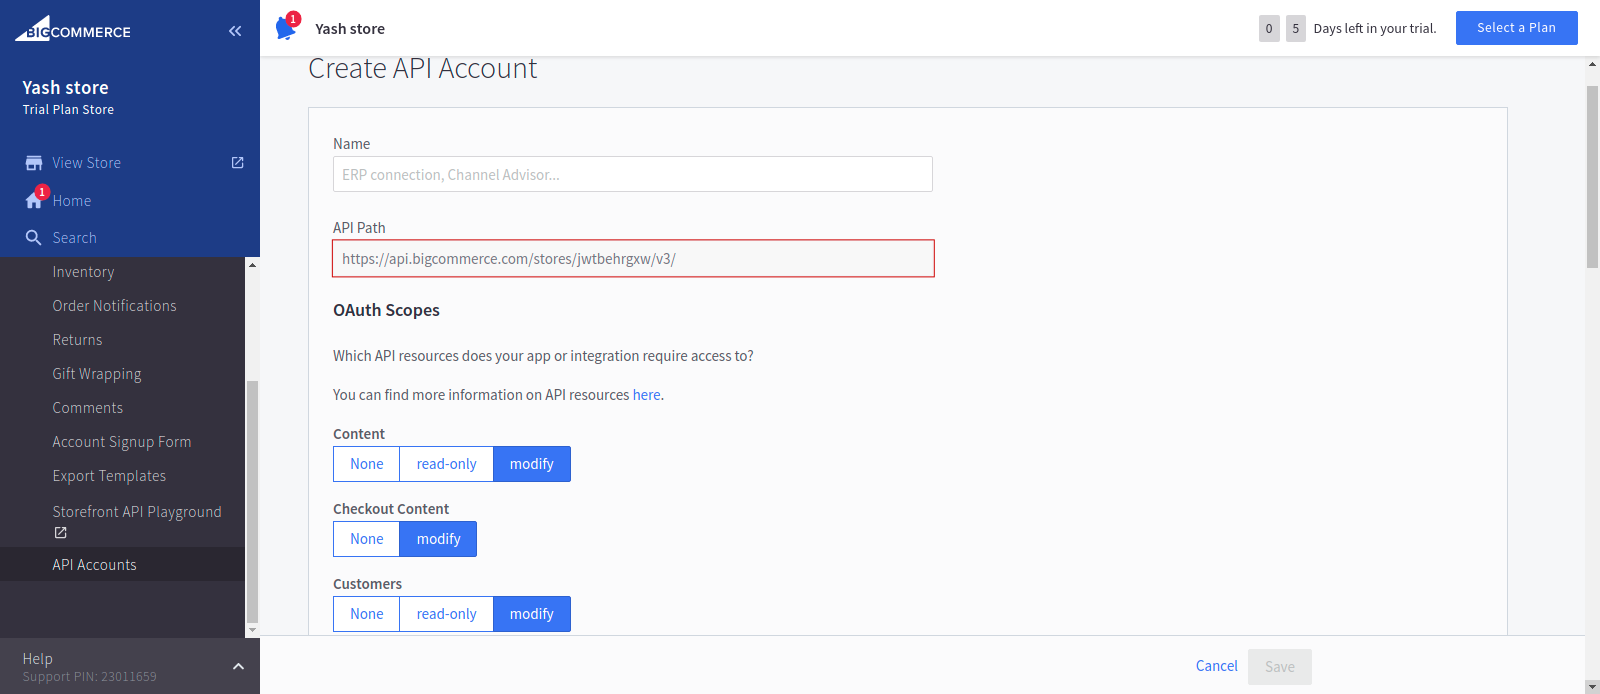 BIGCOMMERCE
Yash store
Trial Plan Store
View Store
1
Home
Search
Inventory
Order Notifications
Returns
Gift Wrapping
Comments
Account Signup Form
Export Templates
Storefront API Playground
API Accounts
Help
Support PIN: 23011659
1
Yash store
0 5 Days left in your trial.
Select a Plan
Create API Account
Name
ERP connection, Channel Advisor...
API Path
https://api.bigcommerce.com/stores/jwtbehrgxw/v3/
OAuth Scopes
Which API resources does your app or integration require access to?
You can find more information on API resources here.
Content
None read-only modify
Checkout Content
None modify
Customers
None read-only modify
Cancel Save